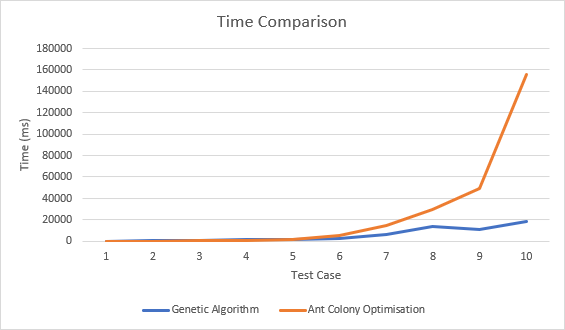 Time Comparison
180000
160000
140000
120000
100000
80000
60000
40000
20000
0
Time (ms)
1 2 3 4 5 6 7 8 9 10
Test Case
Genetic Algorithm Ant Colony Optimisation